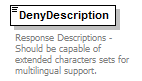 DenyDescription
Response Descriptions -
Should be capable of
extended characters sets for
multilingual support.